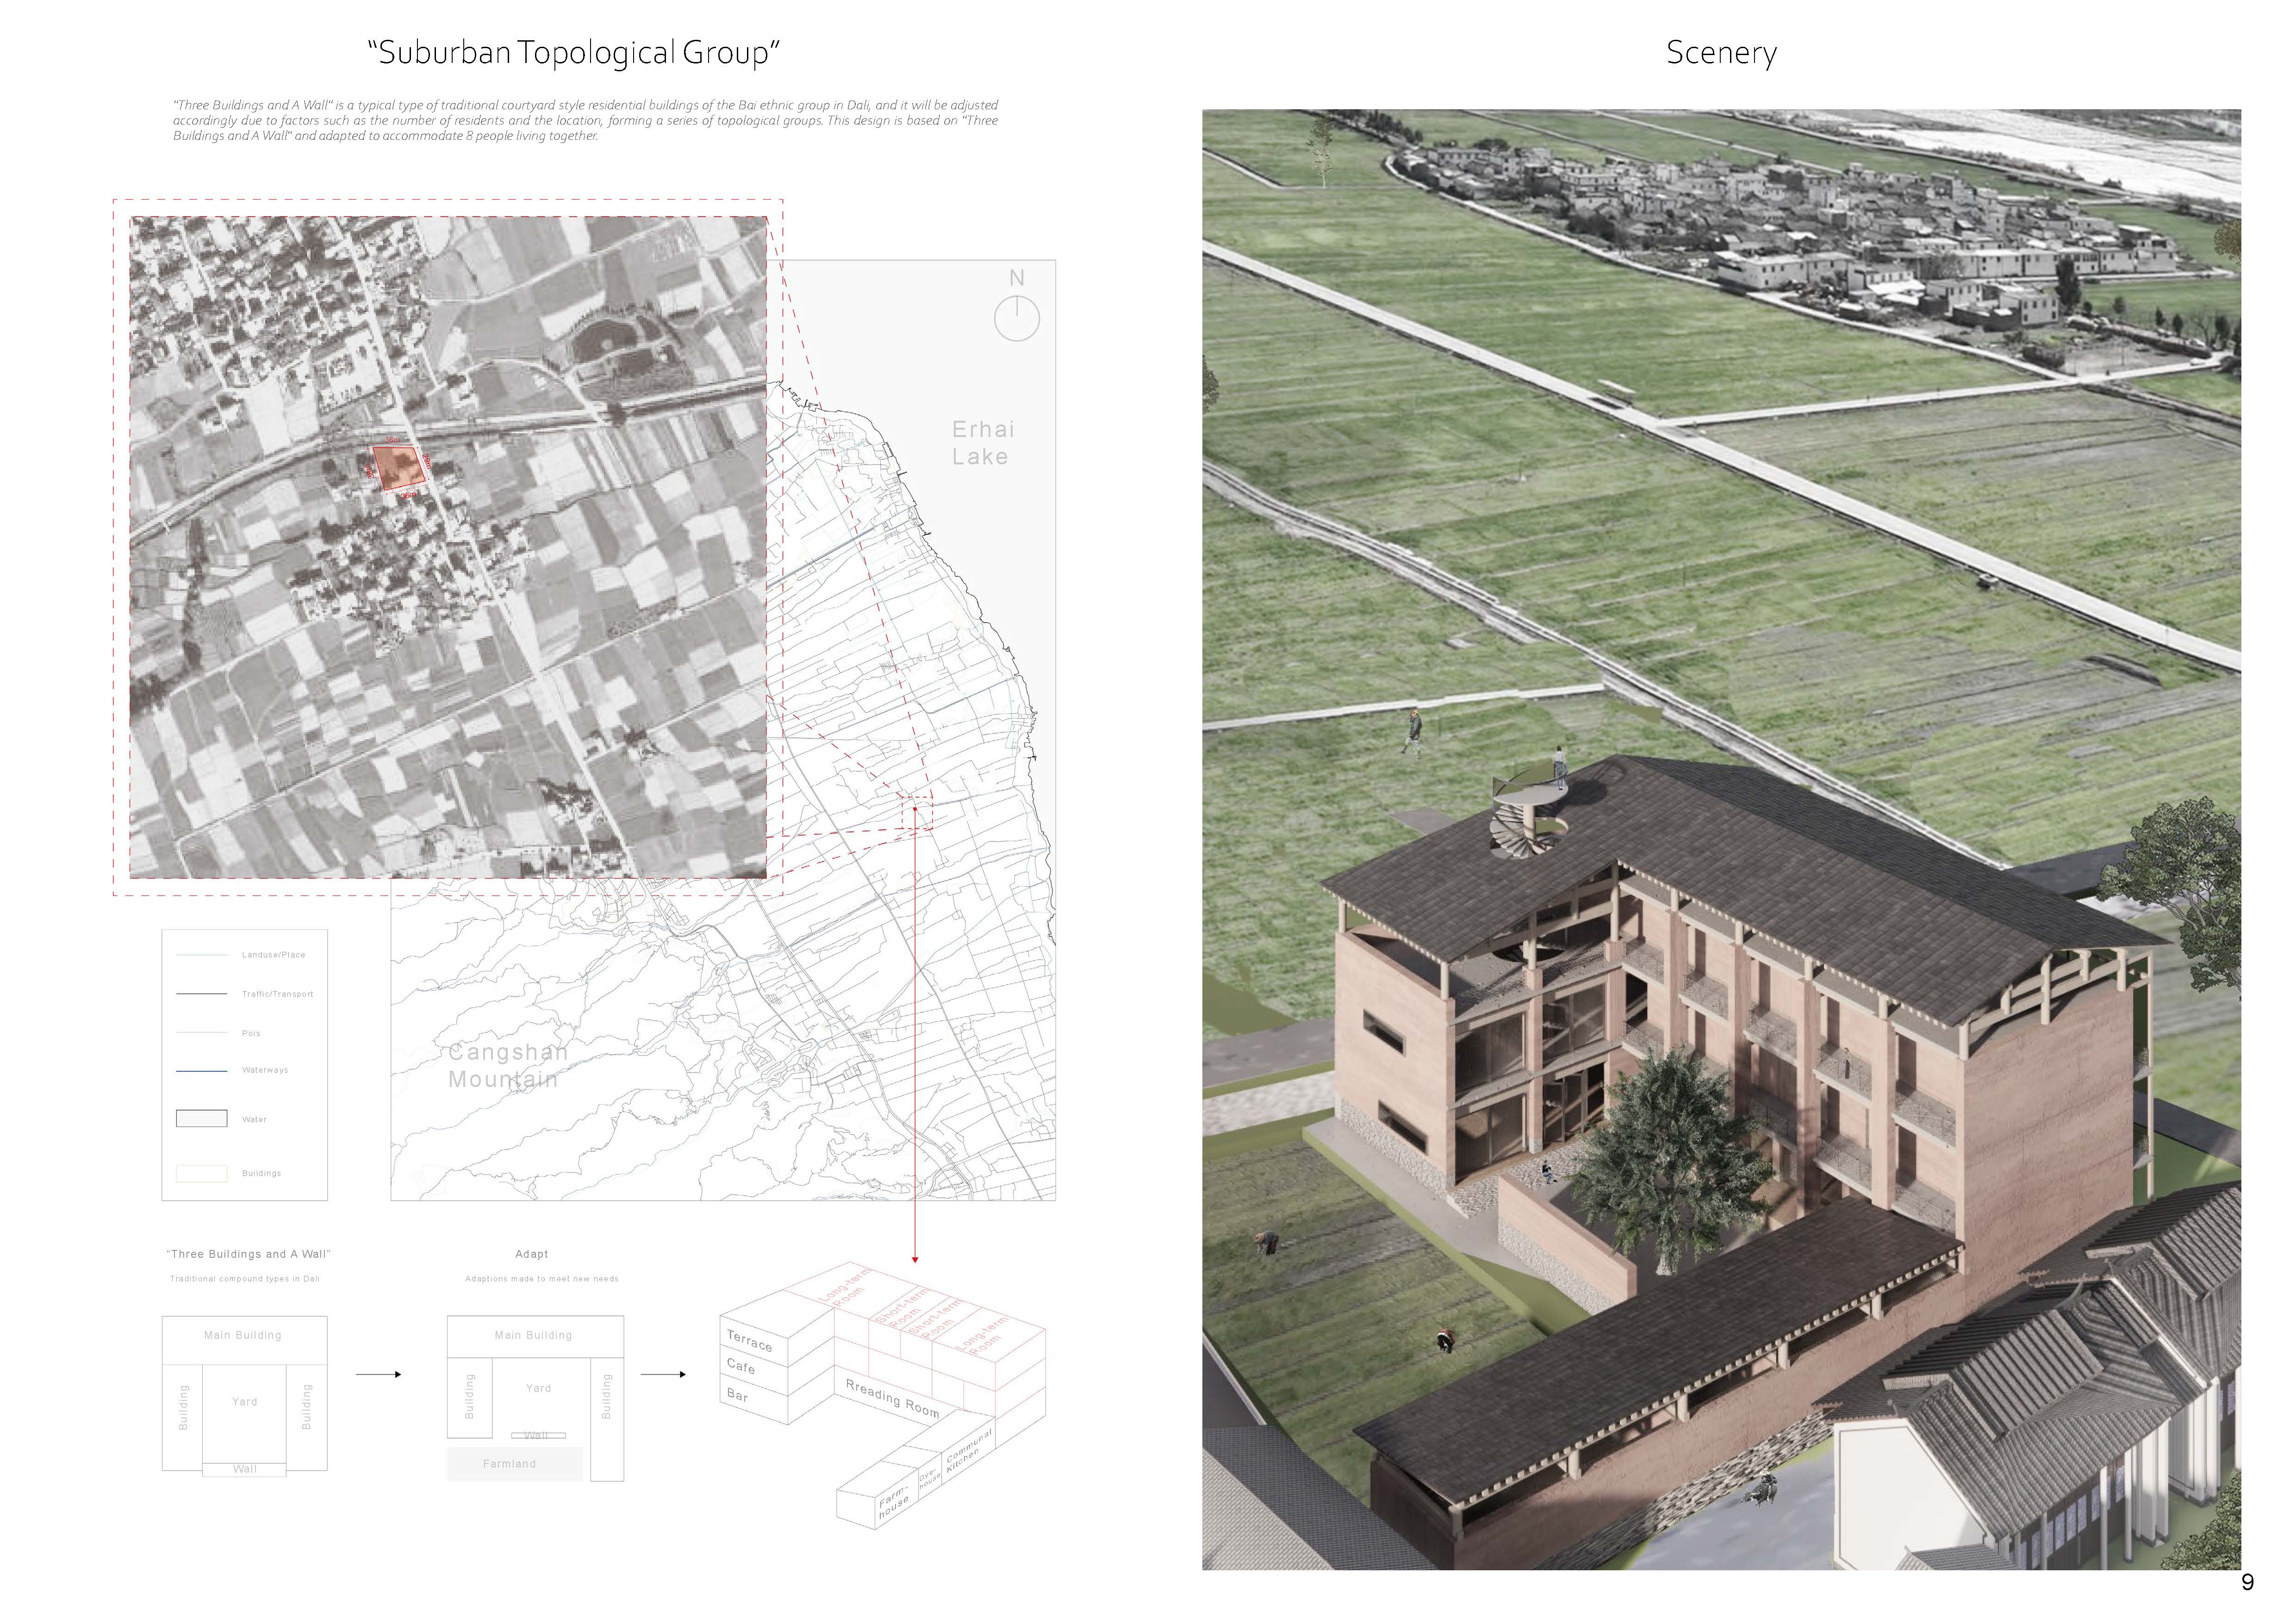 “Suburban Topological Group”
Scenery
"Three Buildings and A Wall" is a typical type of traditional courtyard style residential buildings of the Bai ethnic group in Dali, and it will be adjusted
accordingly due to factors such as the number of residents and the location, forming a series of topological groups. This design is based on "Three
Buildings and A Wall" and adapted to accommodate 8 people living together.
N
Erhai
Lake
Cangshan
Mountain
Landuse/Place
Traffic/Transport
Pois
Waterways
Water
Buildings
“Three Buildings and A Wall”
Traditional compound types in Dali
Main Building
Building
Yard
Building
Wall
Adapt
Adaptions made to meet new needs
Main Building
Building
Yard
Building
Wall
Farmland
Long-term
Room
Short-term
Room
Short-term
Room
Long-term
Room
Terrace
Cafe
Bar
Rreading Room
Communal
Kitchen
Dye-
house
Farm-
house
9